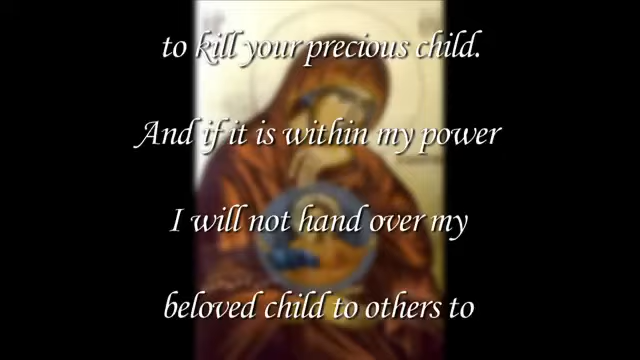 to kill your precious child.
And if it is within my power
I will not hand over my
beloved child to others to